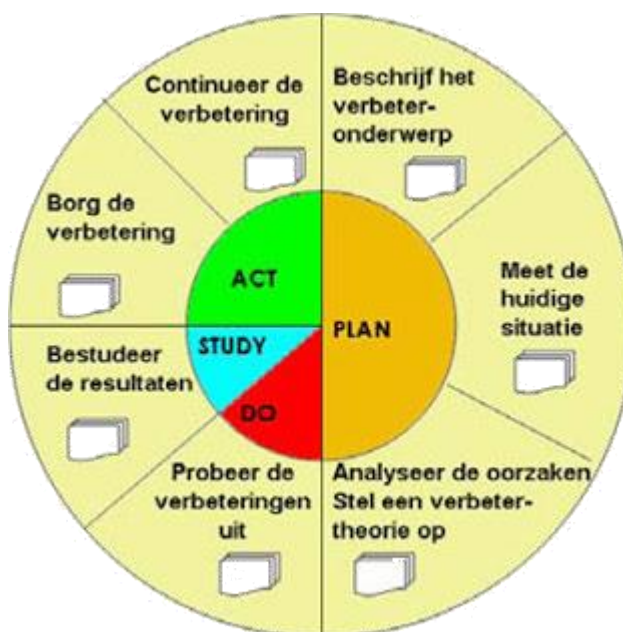 Continueer de
verbetering
Beschrijf het
verbeter-
onderwerp
Borg de
verbetering
Meet de
huidige
situatie
ACT
PLAN
STUDY
DO
Bestudeer
de resultaten
Probeer de
verbeteringen
uit
Analyseer de oorzaken
Stel een verbeter-
theorie op